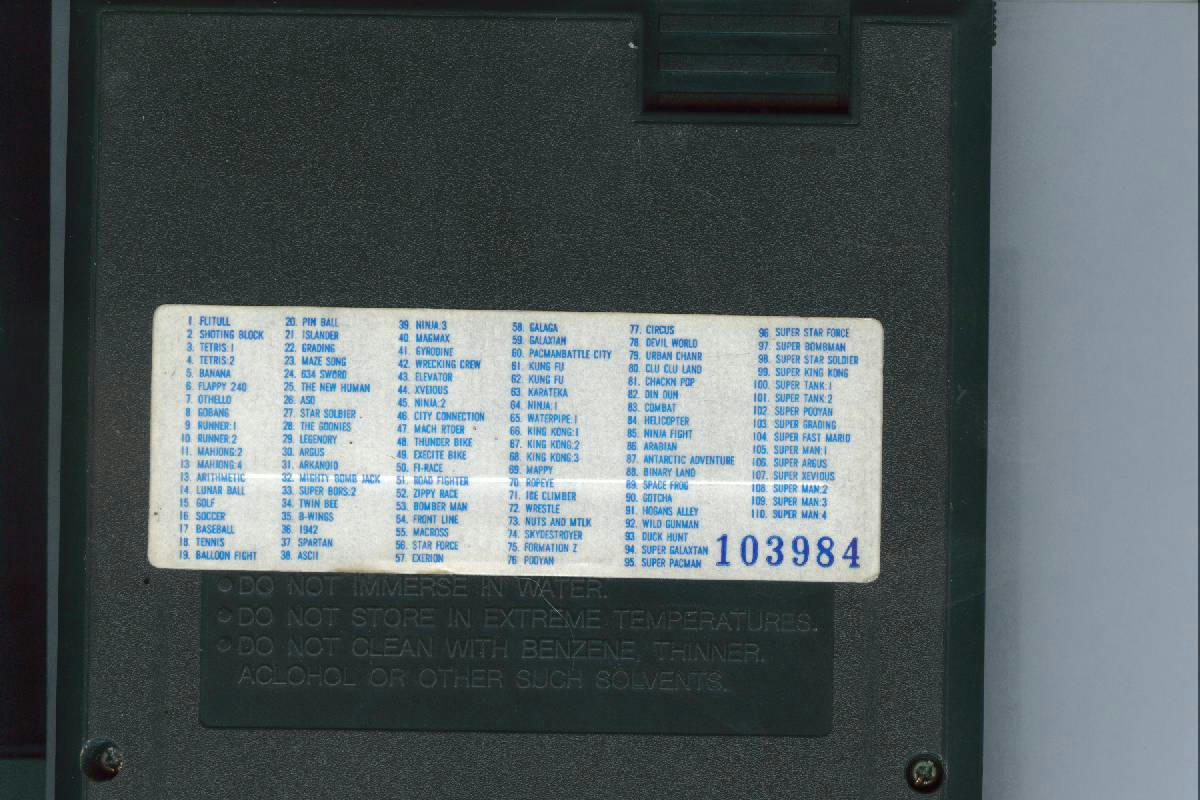 1. FLITULL
2. SHOTING BLOCK
3. TETRIS:1
4. TETRIS:2
5. BANANA
6. FLAPPY 240
7. OTHELLO
8. GOBANG
9. RUNNER:1
10. RUNNER:2
11. MAHJONG:2
13. MAHJONG:4
13. ARITHMETIC
14. LUNAR BALL
15. GOLF
16. SOCCER
17. BASEBALL
18. TENNIS
19. BALLOON FIGHT
20. PIN BALL
21. ISLANDER
22. GRADING
23. MAZE SONG
24. 634 SWORD
25. THE NEW HUMAN
26. ASO
27. STAR SOLBIER
28. THE GOONIES
29. LEGENORY
30. ARGUS
31. ARKANOID
32. MIGHTY BOMB JACK
33. SUPER BORS:2
34. TWIN BEE
35. B-WINGS
36. 1942
37. SPARTAN
38. ASCII
39. NINJA:3
40. MAGMAX
41. GYRODINE
42. WRECKING CREW
43. ELEVATOR
44. XVEIOUS
45. NINJA:2
46. CITY CONNECTION
47. MACH RTDER
48. THUNDER BIKE
49. EXECITE BIKE
50. FI-RACE
51. ROAD FIGHTER
52. ZIPPY RACE
53. BOMBER MAN
54. FRONT LINE
55. MACROSS
56. STAR FORCE
57. EXERION
58. GALAGA
59. GALAXIAN
60. PACMANBATTLE CITY
61. KUNG FU
62. KUNG FU
63. KARATEKA
64. NINJA:1
65. WATERPIPE:1
66. KING KONG:1
67. KING KONG:2
68. KING KONG:3
69. MAPPY
70. ROPEYE
71. ICE CLIMBER
72. WRESTLE
73. NUTS AND MTLK
74. SKYDESTROYER
75. FORMATION Z
76. POOYAN
77. CIRCUS
78. DEVIL WORLD
79. URBAN CHANR
80. CLU CLU LAND
81. CHACKN POP
82. DIN DUN
83. COMBAT
84. HELICOPTER
85. NINJA FIGHT
86. ARABIAN
87. ANTARCTIC ADVENTURE
88. BINARY LAND
89. SPACE FROG
90. GOTCHA
91. HOGANS ALLEY
92. WILD GUNMAN
93. DUCK HUNT
94. SUPER GALAXTAN
95. SUPER PACMAN
96. SUPER STAR FORCE
97. SUPER BOMBMAN
98. SUPER STAR SOLDIER
99. SUPER KING KONG
100. SUPER TANK:1
101. SUPER TANK:2
102. SUPER POOYAN
103. SUPER GRADING
104. SUPER FAST MARIO
105. SUPER MAN:1
106. SUPER ARGUS
107. SUPER XEVIOUS
108. SUPER MAN:2
109. SUPER MAN:3
110. SUPER MAN:4
103984
DO NOT IMMERSE IN WATER.
DO NOT STORE IN EXTREME TEMPERATURES.
DO NOT CLEAN WITH BENZENE, THINNER.
ACLOHOL OR OTHER SUCH SOLVENTS.